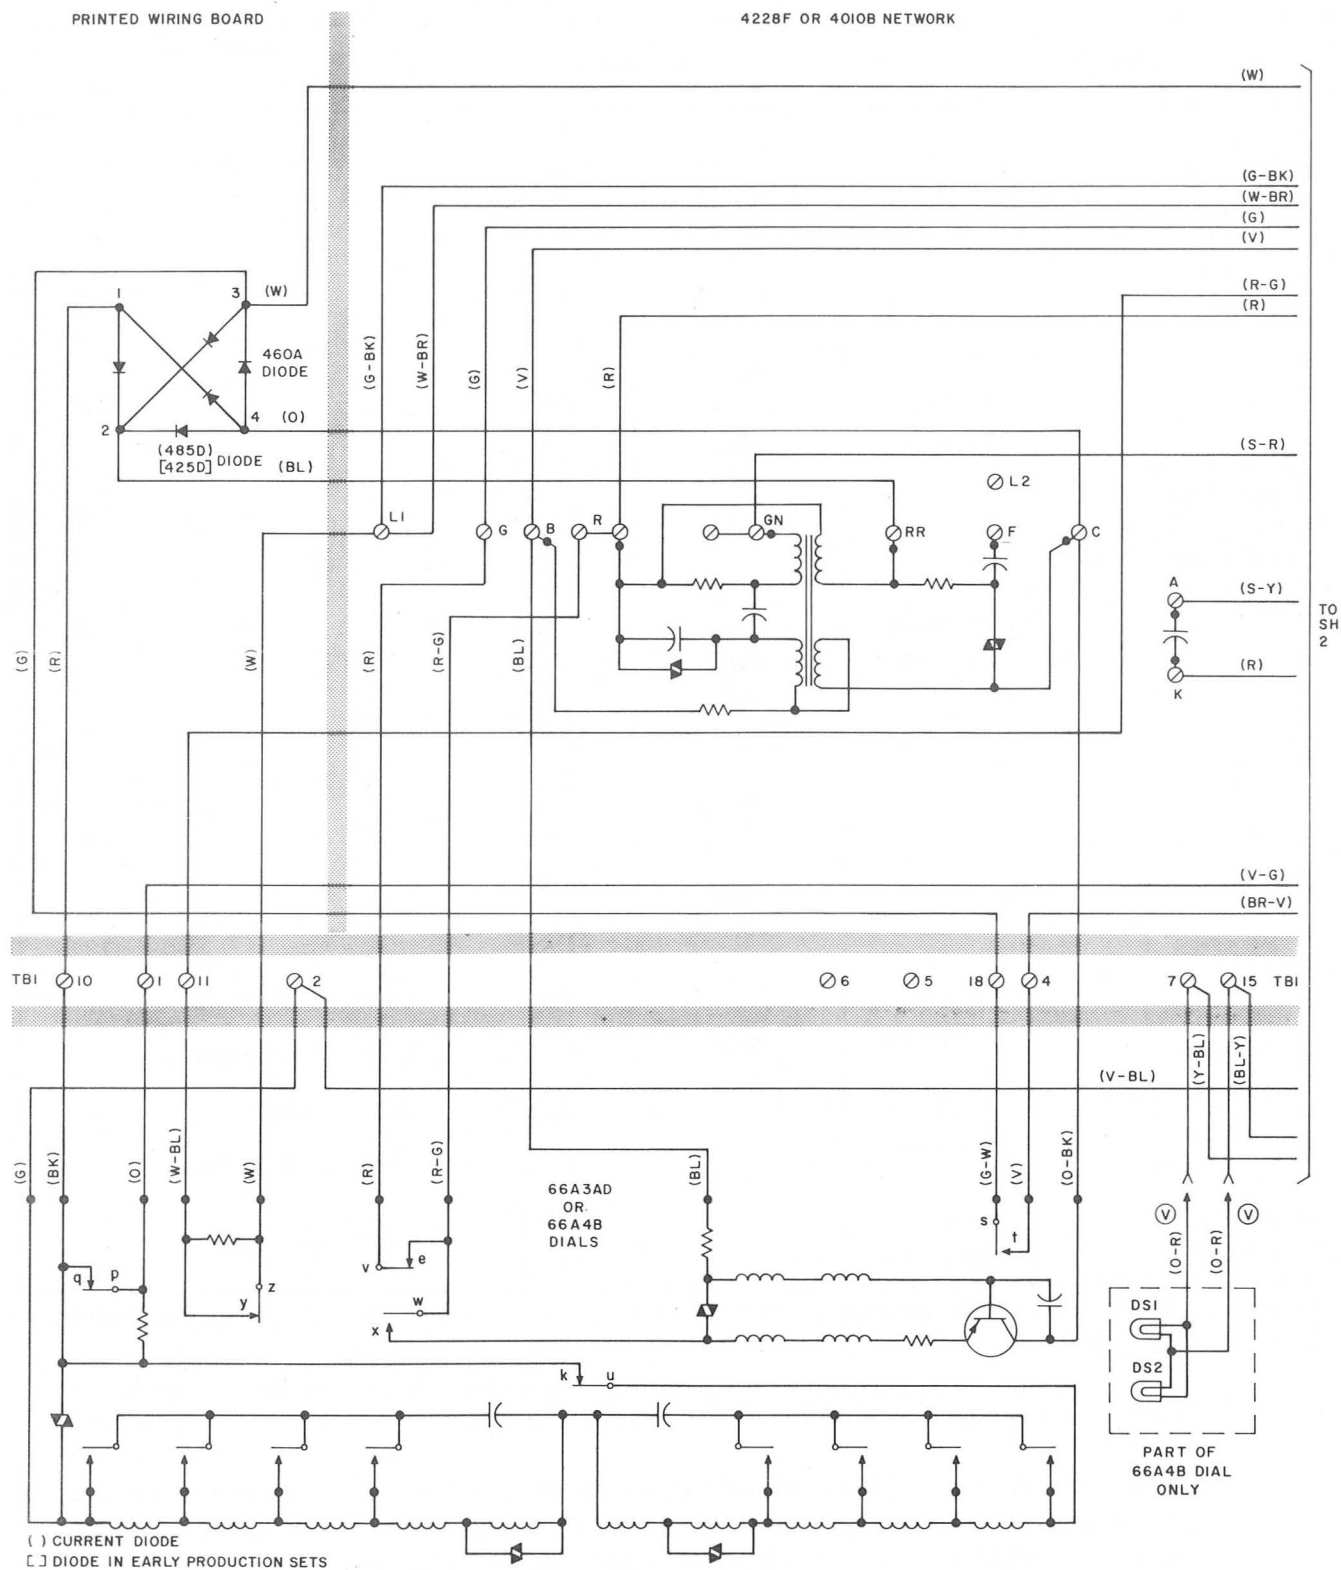 PRINTED WIRING BOARD
4228F OR 4010B NETWORK
(W)
(G-BK)
(W-BR)
(G)
(V)
(R-G)
(R)
1
3
(W)
460A
DIODE
(G-BK)
(W-BR)
(G)
(V)
(R)
2
4
(O)
(485D)
[425D]
DIODE
(BL)
(S-R)
L2
L1
G
B
R
GN
RR
F
C
A
(S-Y)
TO
SH
2
(G)
(R)
(W)
(R)
(R-G)
(BL)
(R)
K
(V-G)
(BR-V)
TB1
10
1
11
2
6
5
18
4
7
15
TB1
(Y-BL)
(BL-Y)
(V-BL)
(G)
(BK)
(O)
(W-BL)
(W)
(R)
(R-G)
66A3AD
OR
66A4B
DIALS
(BL)
(G-W)
(V)
(O-BK)
V
V
s
t
(O-R)
(O-R)
q
p
z
y
v
e
w
x
DS1
DS2
k
u
PART OF
66A4B DIAL
ONLY
( ) CURRENT DIODE
[ ] DIODE IN EARLY PRODUCTION SETS